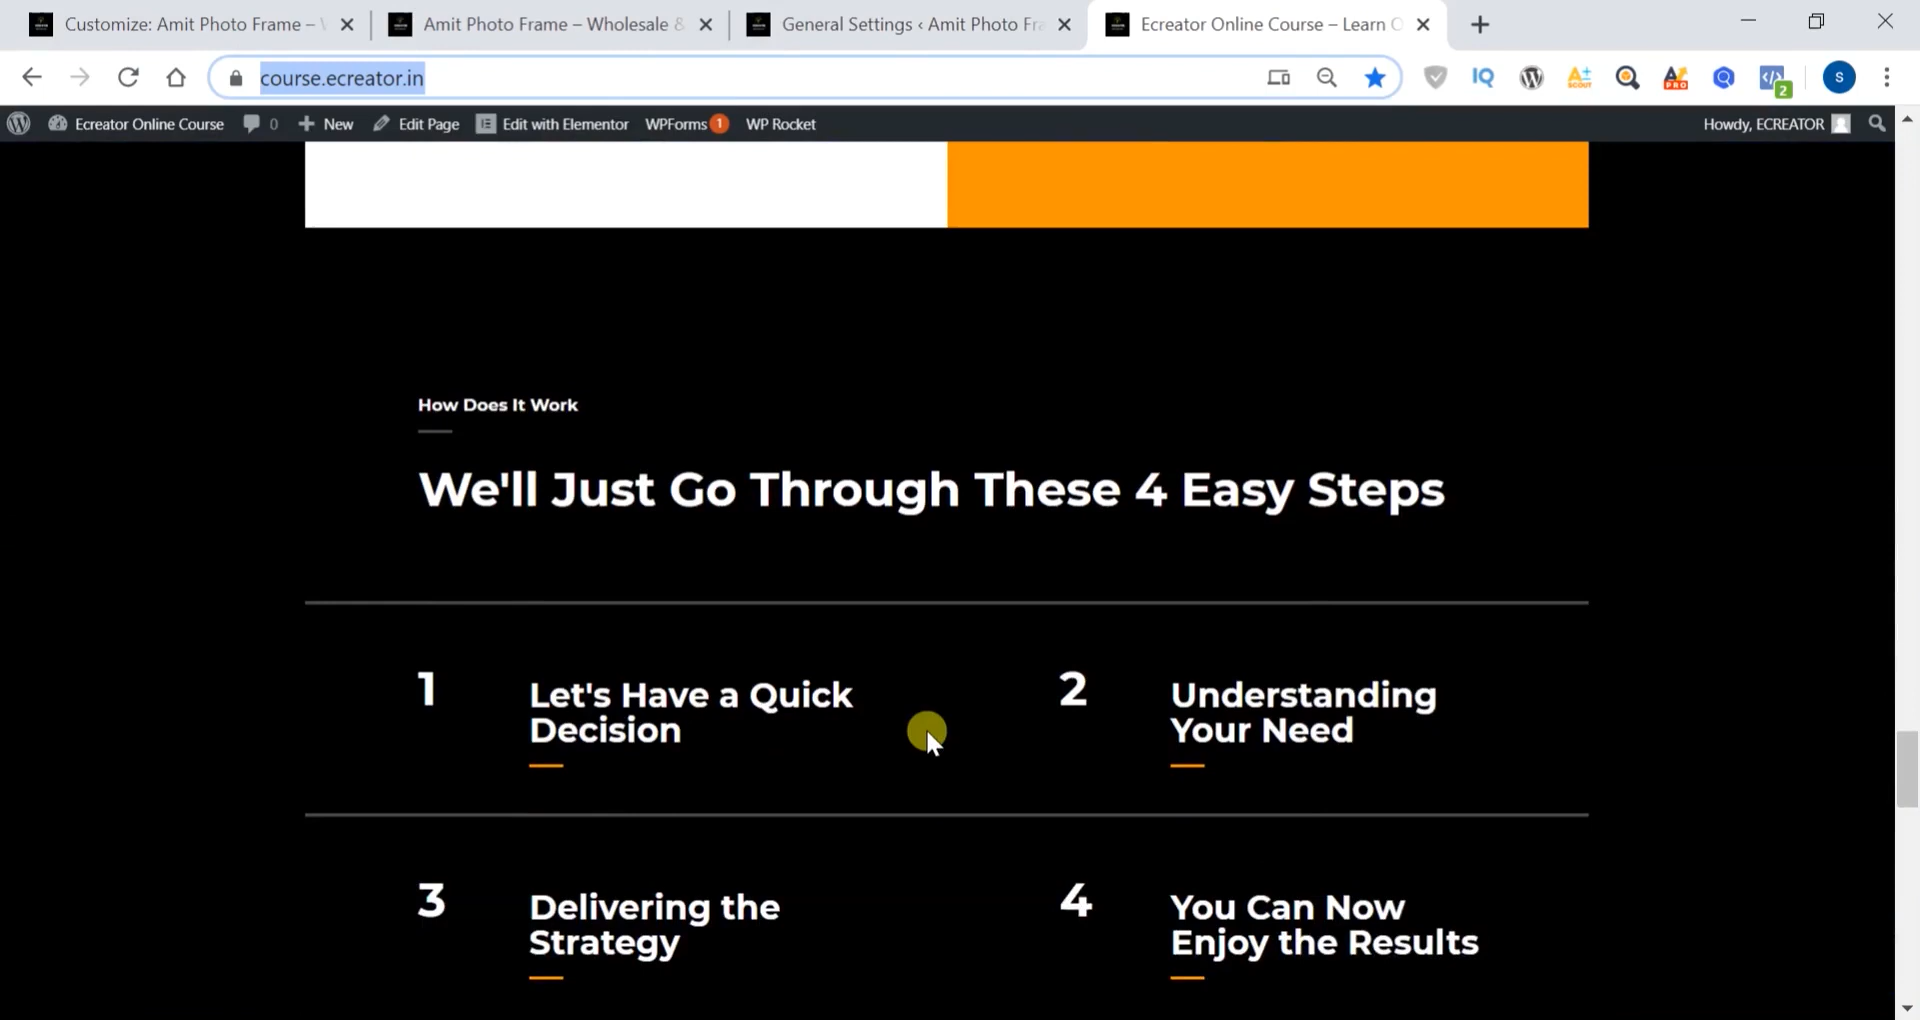 Customize: Amit Photo Frame –
Amit Photo Frame – Wholesale &
General Settings ‹ Amit Photo Fra
Ecreator Online Course – Learn O
course.ecreator.in
IQ
A±
SCOUT
PRO
2
S
Ecreator Online Course
0
New
Edit Page
Edit with Elementor
WPForms 1
WP Rocket
Howdy, ECREATOR
How Does It Work
We'll Just Go Through These 4 Easy Steps
1
Let's Have a Quick
Decision
2
Understanding
Your Need
3
Delivering the
Strategy
4
You Can Now
Enjoy the Results